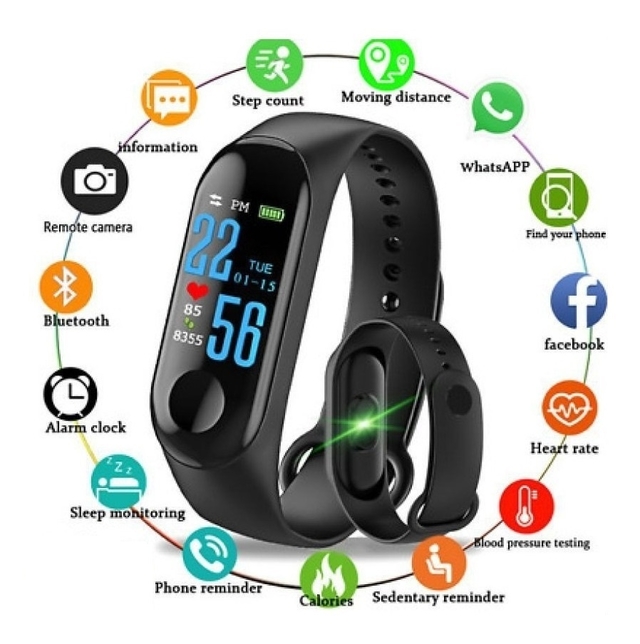 Step count
Moving distance
information
WhatsAPP
Remote camera
Find your phone
PM
22
TUE
01-15
85
56
8355
Bluetooth
facebook
Alarm clock
Heart rate
Z Z Z
Sleep monitoring
Blood pressure testing
Phone reminder
Calories
Sedentary reminder